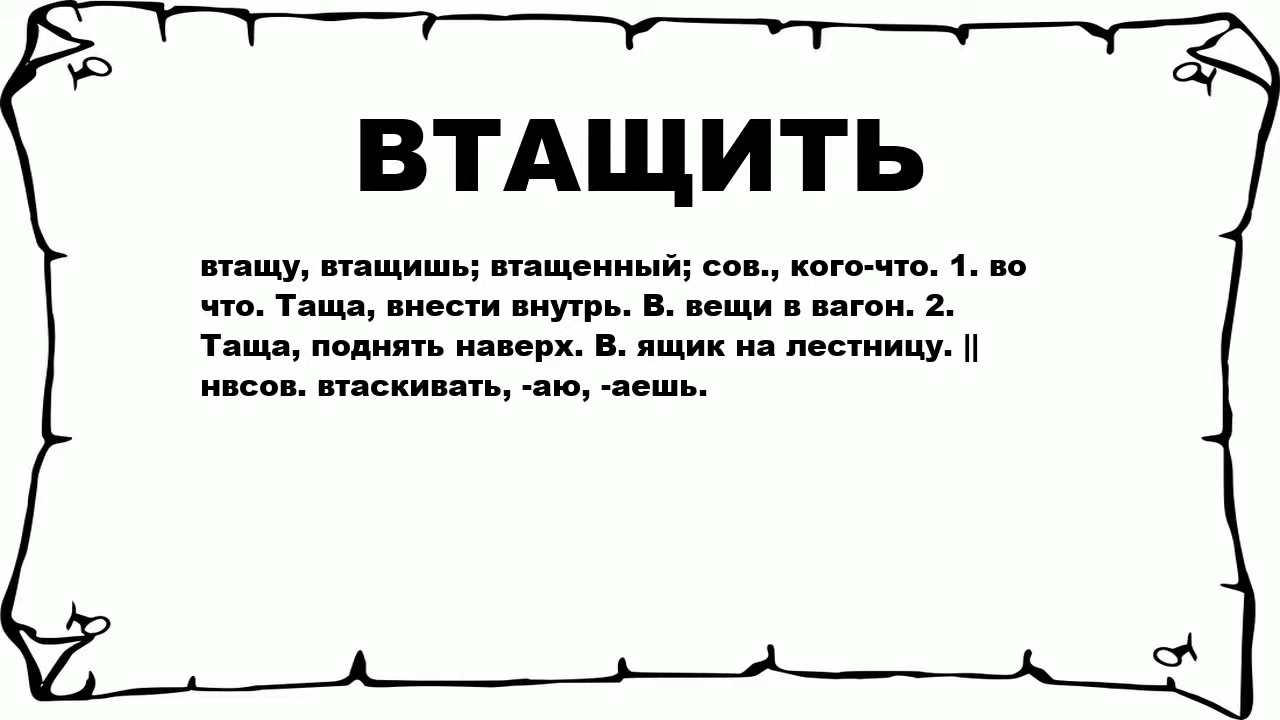 ВТАЩИТЬ
втащу, втащишь; втащенный; сов., кого-что. 1. во
что. Таща, внести внутрь. В. вещи в вагон. 2.
Таща, поднять наверх. В. ящик на лестницу. ||
нвсов. втаскивать, -аю, -аешь.